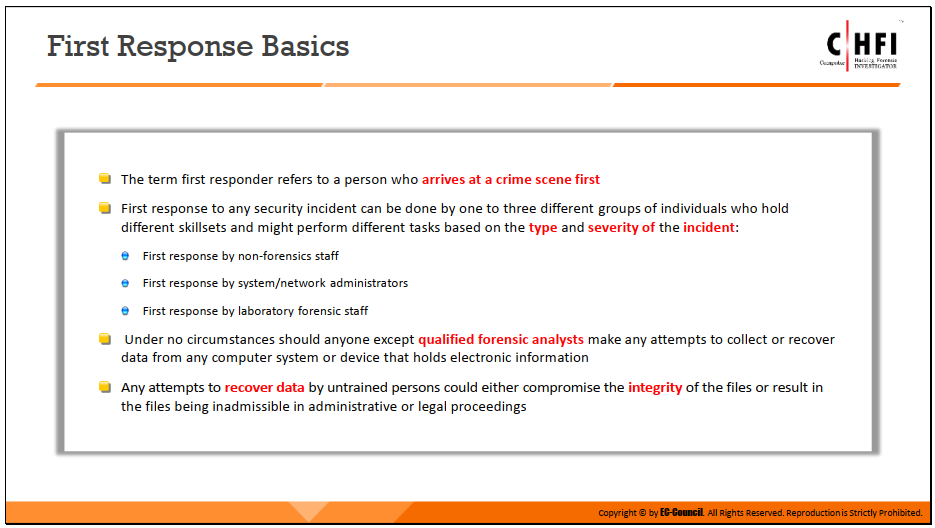 First Response Basics
CHFI
Computer Hacking Forensic
INVESTIGATOR
The term first responder refers to a person who arrives at a crime scene first
First response to any security incident can be done by one to three different groups of individuals who hold
different skillsets and might perform different tasks based on the type and severity of the incident:
First response by non-forensics staff
First response by system/network administrators
First response by laboratory forensic staff
Under no circumstances should anyone except qualified forensic analysts make any attempts to collect or recover
data from any computer system or device that holds electronic information
Any attempts to recover data by untrained persons could either compromise the integrity of the files or result in
the files being inadmissible in administrative or legal proceedings
Copyright © by EC-Council. All Rights Reserved. Reproduction is Strictly Prohibited.